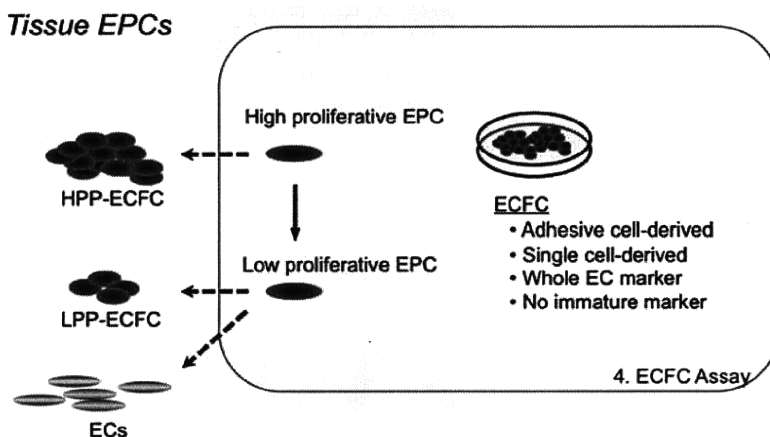 Tissue EPCs
High proliferative EPC
HPP-ECFC
Low proliferative EPC
LPP-ECFC
ECs
ECFC
• Adhesive cell-derived
• Single cell-derived
• Whole EC marker
• No immature marker
4. ECFC Assay